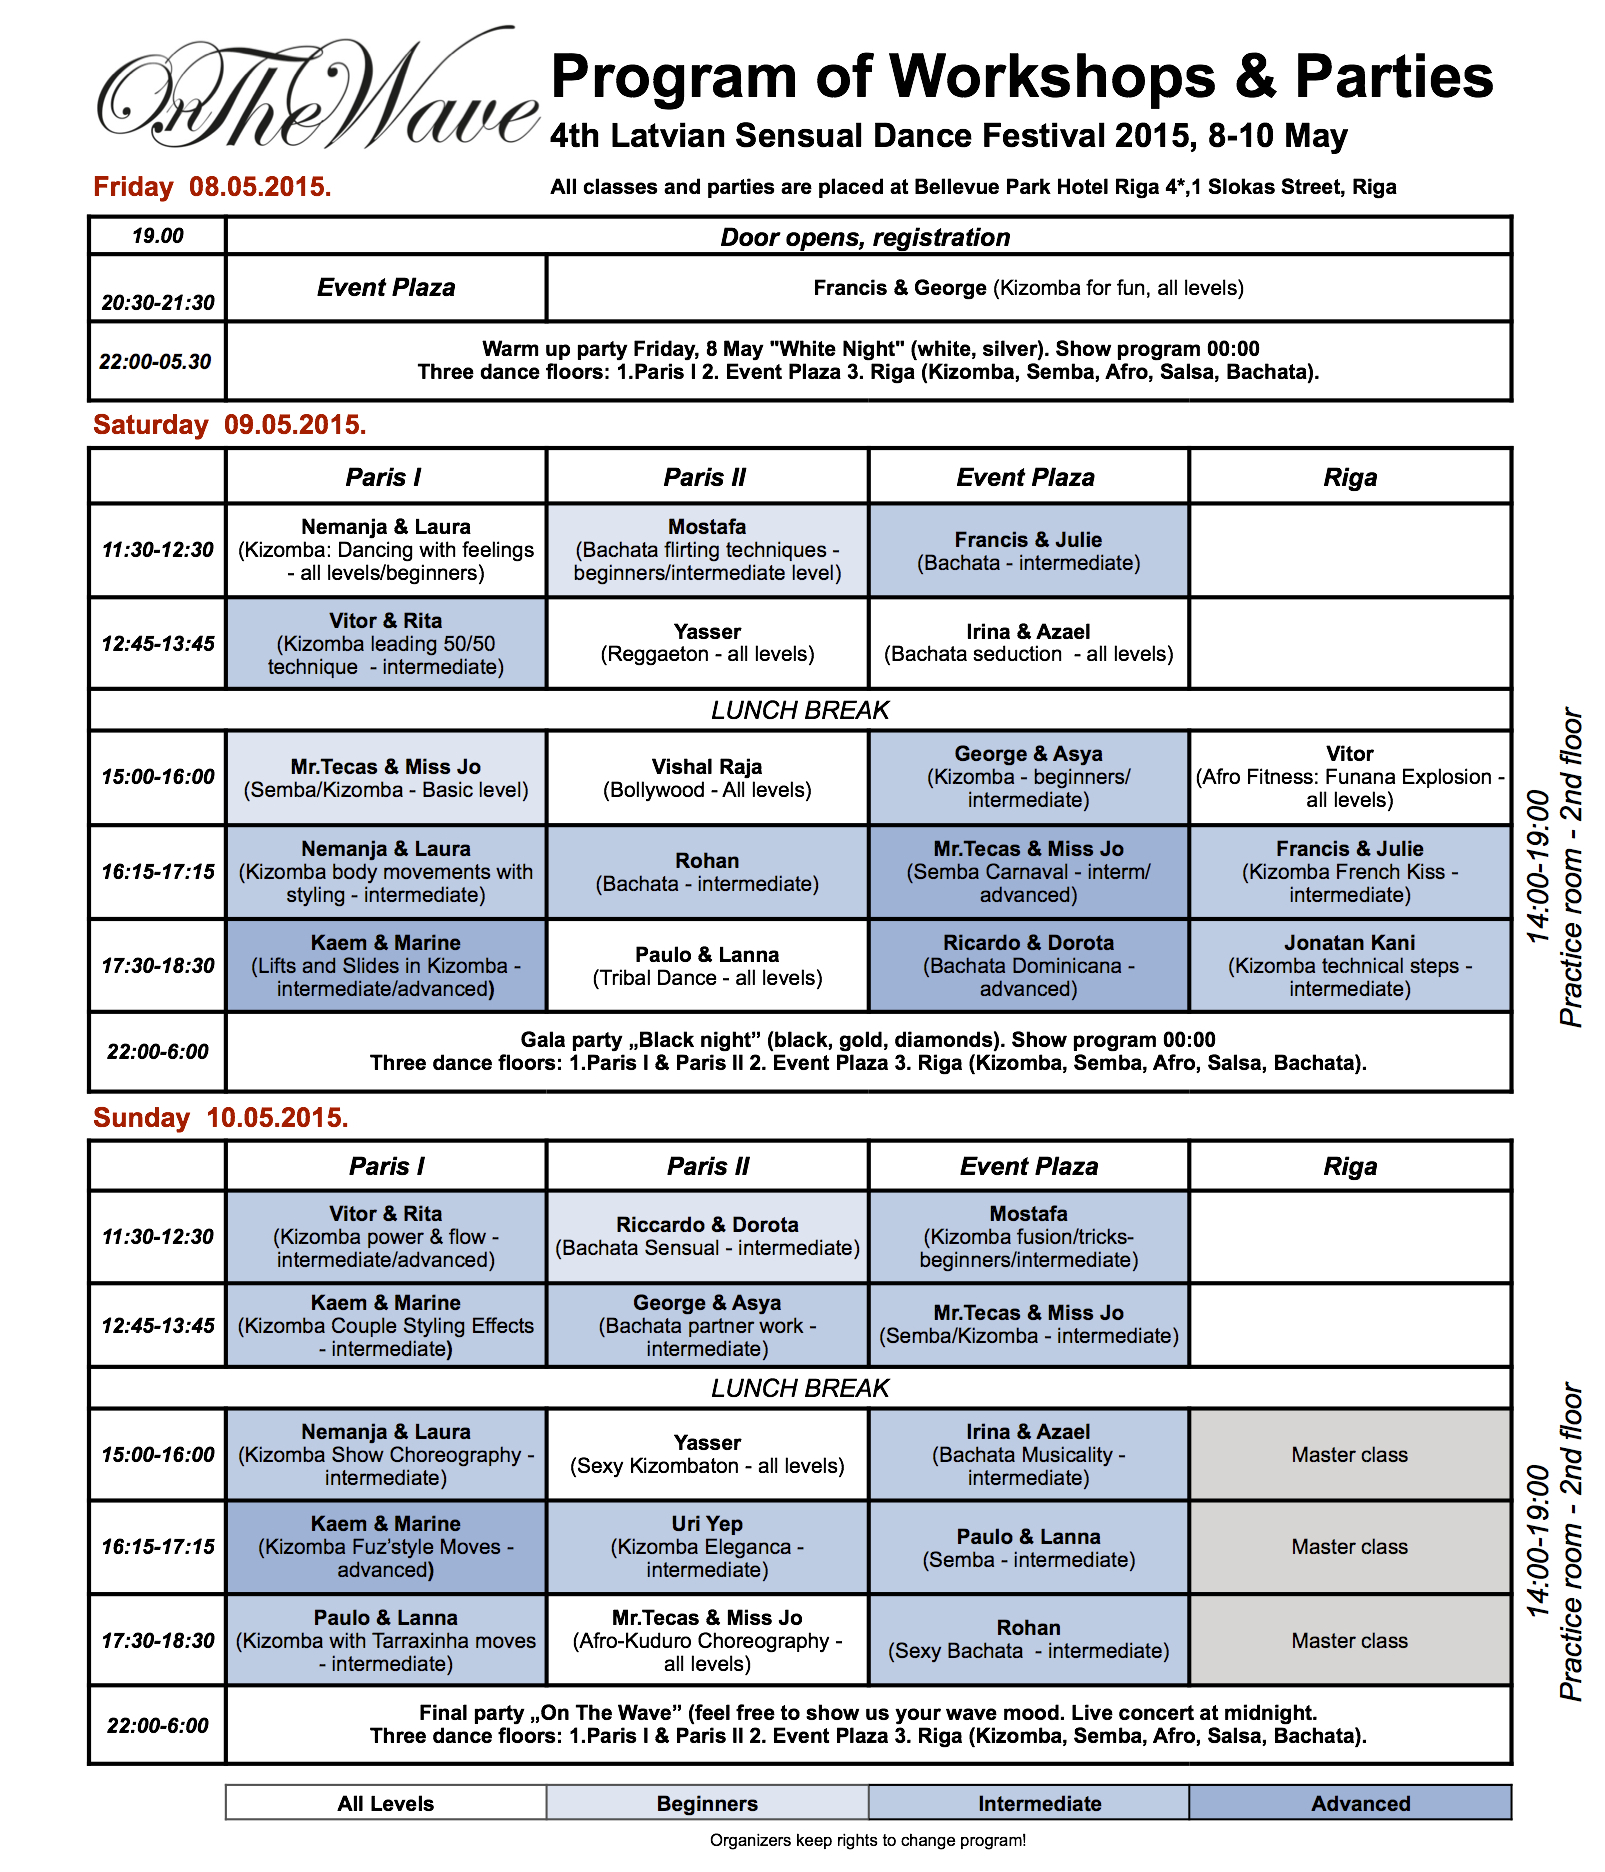 On The Wave
Program of Workshops & Parties
4th Latvian Sensual Dance Festival 2015, 8-10 May
Friday 08.05.2015.
All classes and parties are placed at Bellevue Park Hotel Riga 4*,1 Slokas Street, Riga
19.00
Door opens, registration
20:30-21:30
Event Plaza
Francis & George (Kizomba for fun, all levels)
22:00-05.30
Warm up party Friday, 8 May "White Night" (white, silver). Show program 00:00
Three dance floors: 1.Paris I 2. Event Plaza 3. Riga (Kizomba, Semba, Afro, Salsa, Bachata).
Saturday 09.05.2015.
Paris I
Paris II
Event Plaza
Riga
11:30-12:30
Nemanja & Laura
(Kizomba: Dancing with feelings
- all levels/beginners)
Mostafa
(Bachata flirting techniques -
beginners/intermediate level)
Francis & Julie
(Bachata - intermediate)
12:45-13:45
Vitor & Rita
(Kizomba leading 50/50
technique - intermediate)
Yasser
(Reggaeton - all levels)
Irina & Azael
(Bachata seduction - all levels)
LUNCH BREAK
15:00-16:00
Mr.Tecas & Miss Jo
(Semba/Kizomba - Basic level)
Vishal Raja
(Bollywood - All levels)
George & Asya
(Kizomba - beginners/
intermediate)
Vitor
(Afro Fitness: Funana Explosion -
all levels)
16:15-17:15
Nemanja & Laura
(Kizomba body movements with
styling - intermediate)
Rohan
(Bachata - intermediate)
Mr.Tecas & Miss Jo
(Semba Carnaval - interm/
advanced)
Francis & Julie
(Kizomba French Kiss -
intermediate)
17:30-18:30
Kaem & Marine
(Lifts and Slides in Kizomba -
intermediate/advanced)
Paulo & Lanna
(Tribal Dance - all levels)
Ricardo & Dorota
(Bachata Dominicana -
advanced)
Jonatan Kani
(Kizomba technical steps -
intermediate)
14:00-19:00
Practice room - 2nd floor
22:00-6:00
Gala party „Black night” (black, gold, diamonds). Show program 00:00
Three dance floors: 1.Paris I & Paris II 2. Event Plaza 3. Riga (Kizomba, Semba, Afro, Salsa, Bachata).
Sunday 10.05.2015.
Paris I
Paris II
Event Plaza
Riga
11:30-12:30
Vitor & Rita
(Kizomba power & flow -
intermediate/advanced)
Riccardo & Dorota
(Bachata Sensual - intermediate)
Mostafa
(Kizomba fusion/tricks-
beginners/intermediate)
12:45-13:45
Kaem & Marine
(Kizomba Couple Styling Effects
- intermediate)
George & Asya
(Bachata partner work -
intermediate)
Mr.Tecas & Miss Jo
(Semba/Kizomba - intermediate)
LUNCH BREAK
15:00-16:00
Nemanja & Laura
(Kizomba Show Choreography -
intermediate)
Yasser
(Sexy Kizombaton - all levels)
Irina & Azael
(Bachata Musicality -
intermediate)
Master class
16:15-17:15
Kaem & Marine
(Kizomba Fuz’style Moves -
advanced)
Uri Yep
(Kizomba Eleganca -
intermediate)
Paulo & Lanna
(Semba - intermediate)
Master class
17:30-18:30
Paulo & Lanna
(Kizomba with Tarraxinha moves
- intermediate)
Mr.Tecas & Miss Jo
(Afro-Kuduro Choreography -
all levels)
Rohan
(Sexy Bachata - intermediate)
Master class
14:00-19:00
Practice room - 2nd floor
22:00-6:00
Final party „On The Wave” (feel free to show us your wave mood. Live concert at midnight.
Three dance floors: 1.Paris I & Paris II 2. Event Plaza 3. Riga (Kizomba, Semba, Afro, Salsa, Bachata).
All Levels
Beginners
Intermediate
Advanced
Organizers keep rights to change program!